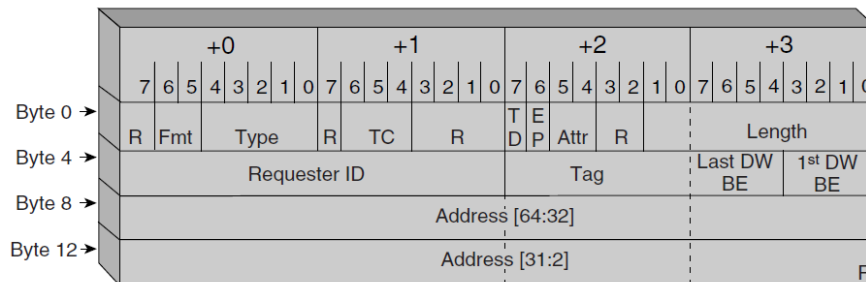 +0 +1 +2 +3
7 6 5 4 3 2 1 0 7 6 5 4 3 2 1 0 7 6 5 4 3 2 1 0 7 6 5 4 3 2 1 0
Byte 0 R Fmt Type R TC R TD EP Attr R Length
Byte 4 Requester ID Tag Last DW BE 1st DW BE
Byte 8 Address [64:32]
Byte 12 Address [31:2]